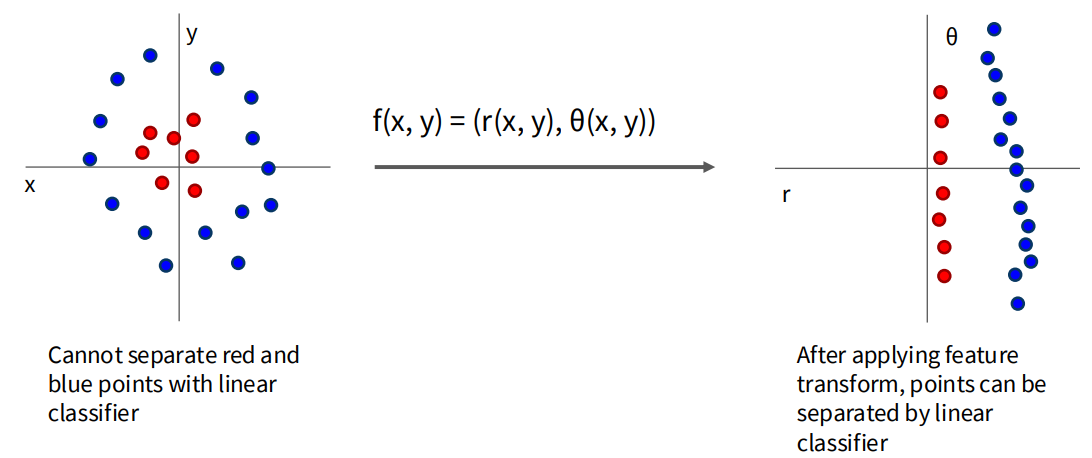 y
x
f(x, y) = (r(x, y), θ(x, y))
θ
r
Cannot separate red and
blue points with linear
classifier
After applying feature
transform, points can be
separated by linear
classifier